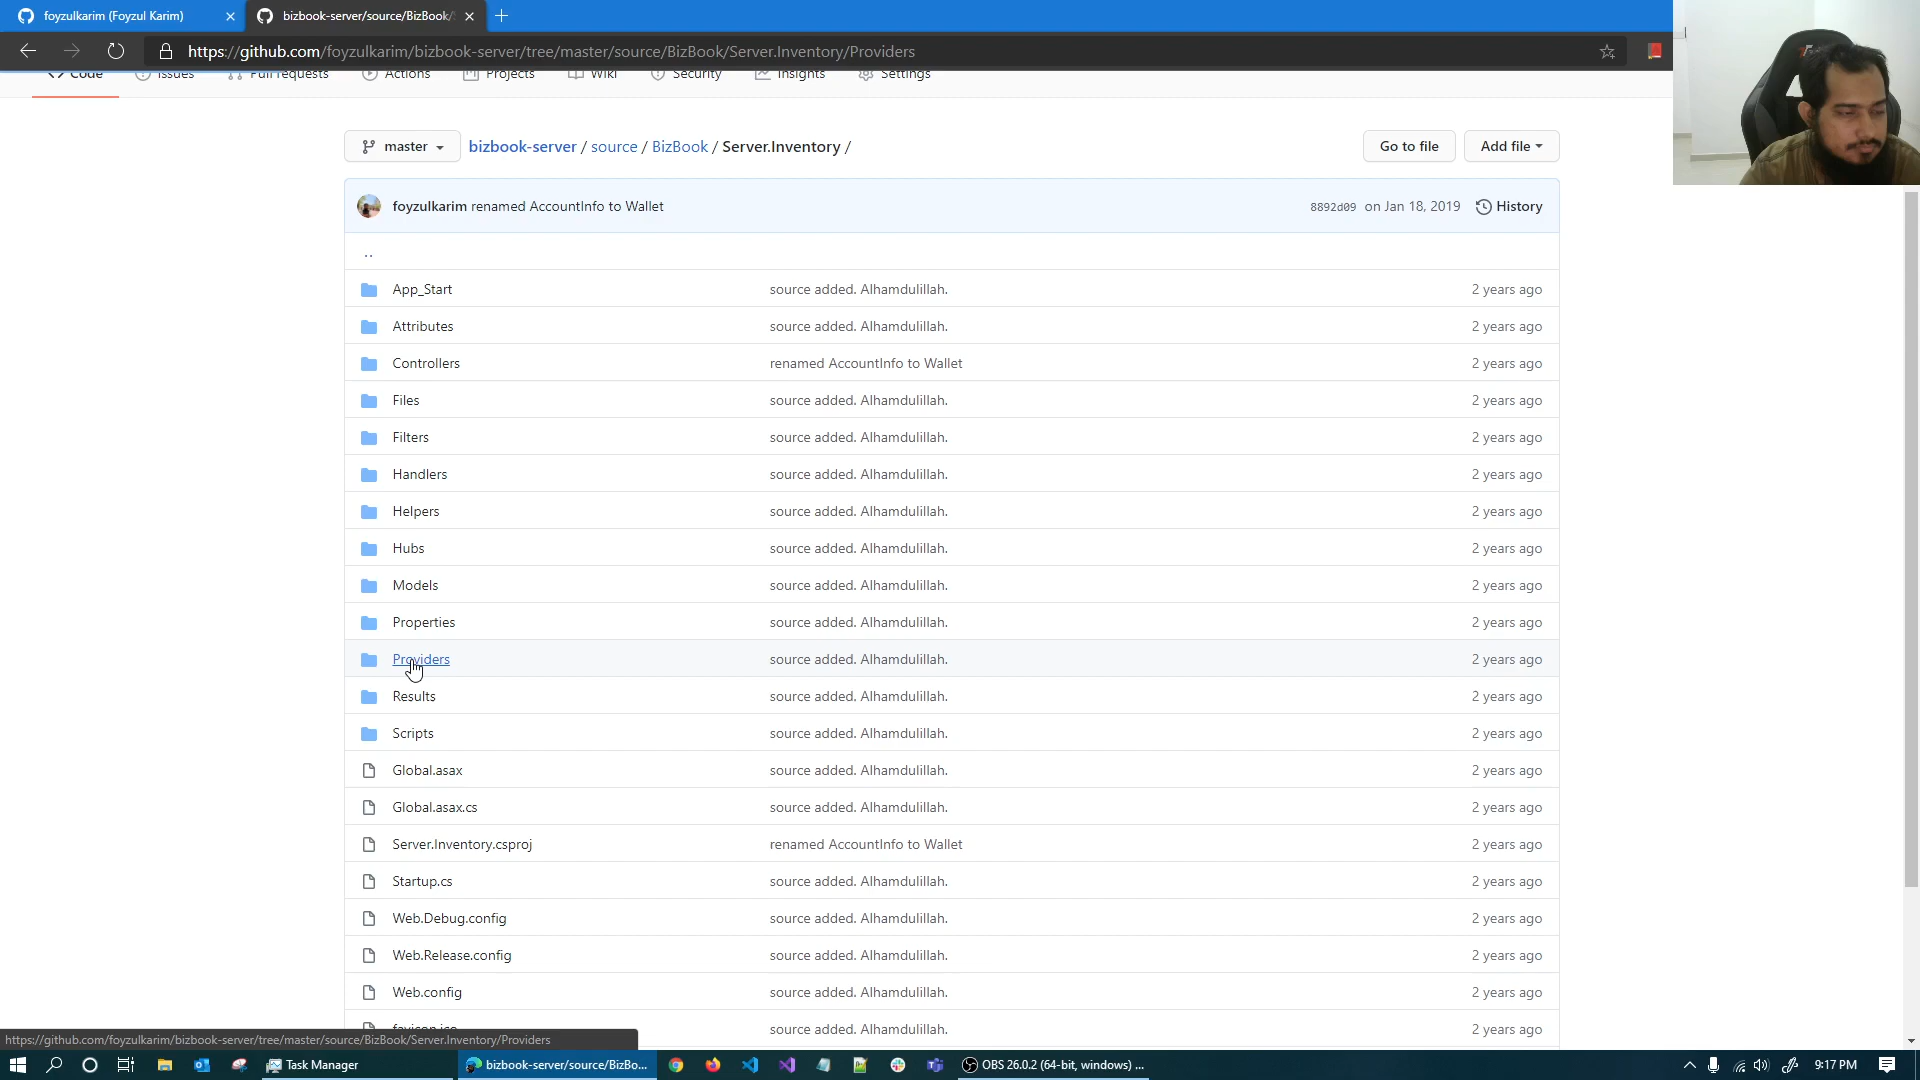 foyzulkarim (Foyzul Karim)
bizbook-server/source/BizBook/
https://github.com/foyzulkarim/bizbook-server/tree/master/source/BizBook/Server.Inventory/Providers
Code Issues Pull requests Actions Projects Wiki Security Insights Settings
master bizbook-server / source / BizBook / Server.Inventory / Go to file Add file
foyzulkarim renamed AccountInfo to Wallet 8892d09 on Jan 18, 2019 History
..
App_Start source added. Alhamdulillah. 2 years ago
Attributes source added. Alhamdulillah. 2 years ago
Controllers renamed AccountInfo to Wallet 2 years ago
Files source added. Alhamdulillah. 2 years ago
Filters source added. Alhamdulillah. 2 years ago
Handlers source added. Alhamdulillah. 2 years ago
Helpers source added. Alhamdulillah. 2 years ago
Hubs source added. Alhamdulillah. 2 years ago
Models source added. Alhamdulillah. 2 years ago
Properties source added. Alhamdulillah. 2 years ago
Providers source added. Alhamdulillah. 2 years ago
Results source added. Alhamdulillah. 2 years ago
Scripts source added. Alhamdulillah. 2 years ago
Global.asax source added. Alhamdulillah. 2 years ago
Global.asax.cs source added. Alhamdulillah. 2 years ago
Server.Inventory.csproj renamed AccountInfo to Wallet 2 years ago
Startup.cs source added. Alhamdulillah. 2 years ago
Web.Debug.config source added. Alhamdulillah. 2 years ago
Web.Release.config source added. Alhamdulillah. 2 years ago
Web.config source added. Alhamdulillah. 2 years ago
favicon.ico source added. Alhamdulillah. 2 years ago
https://github.com/foyzulkarim/bizbook-server/tree/master/source/BizBook/Server.Inventory/Providers
Task Manager bizbook-server/source/BizBo... OBS 26.0.2 (64-bit, windows) ... 9:17 PM